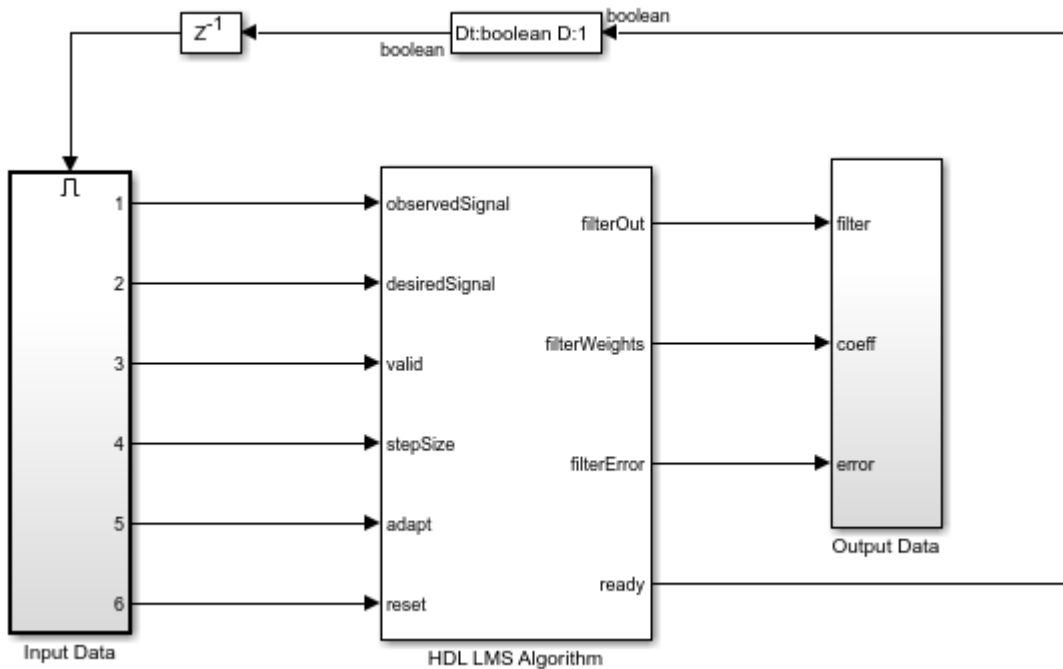 boolean
z⁻¹
Dt:boolean D:1
boolean
1 observedSignal
filterOut filter
2 desiredSignal
filterWeights coeff
3 valid
4 stepSize
filterError error
5 adapt
Output Data
ready
6 reset
Input Data
HDL LMS Algorithm